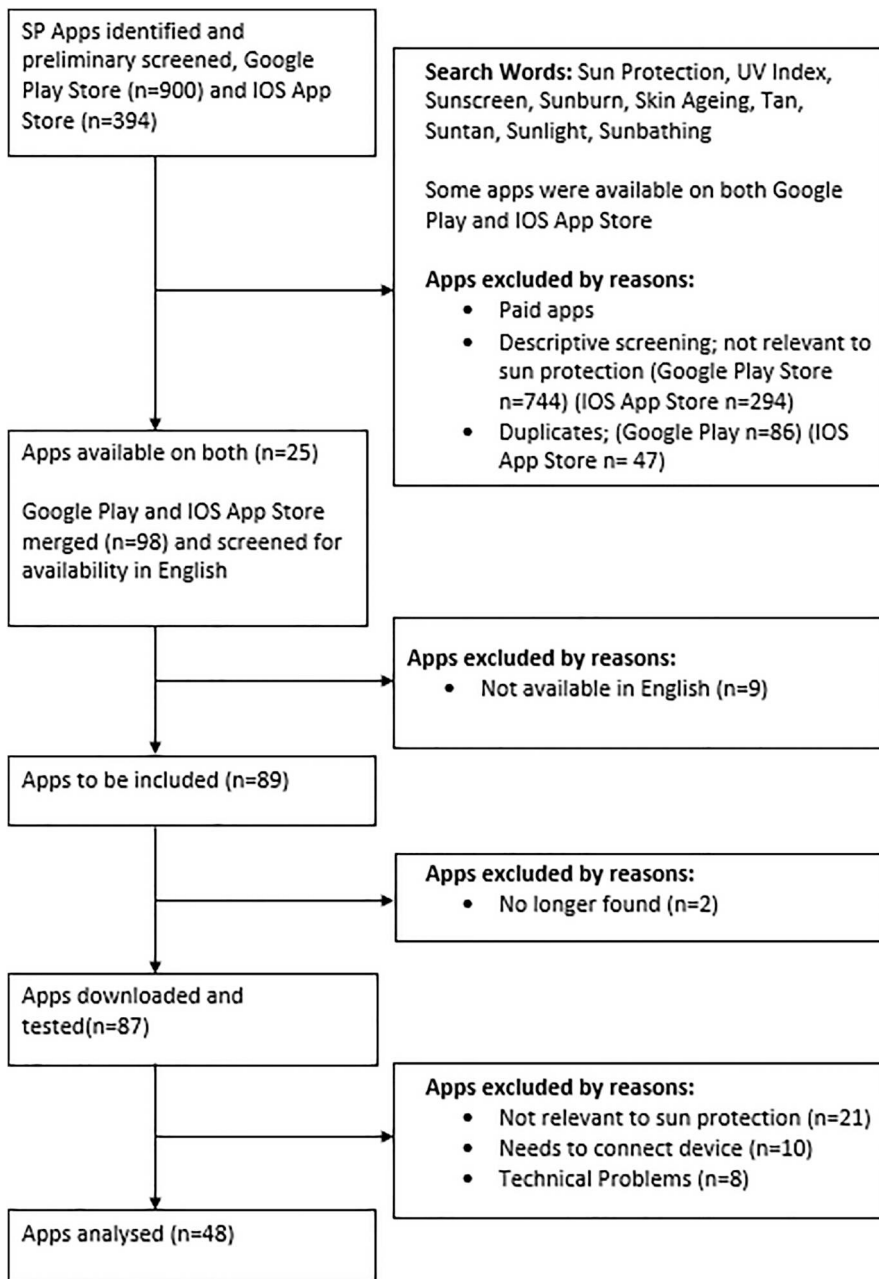 SP Apps identified and
preliminary screened, Google
Play Store (n=900) and IOS App
Store (n=394)
Search Words: Sun Protection, UV Index,
Sunscreen, Sunburn, Skin Ageing, Tan,
Suntan, Sunlight, Sunbathing
Some apps were available on both Google
Play and IOS App Store
Apps excluded by reasons:
• Paid apps
• Descriptive screening; not relevant to
sun protection (Google Play Store
n=744) (IOS App Store n=294)
• Duplicates; (Google Play n=86) (IOS
App Store n= 47)
Apps available on both (n=25)
Google Play and IOS App Store
merged (n=98) and screened for
availability in English
Apps excluded by reasons:
• Not available in English (n=9)
Apps to be included (n=89)
Apps excluded by reasons:
• No longer found (n=2)
Apps downloaded and
tested(n=87)
Apps excluded by reasons:
• Not relevant to sun protection (n=21)
• Needs to connect device (n=10)
• Technical Problems (n=8)
Apps analysed (n=48)